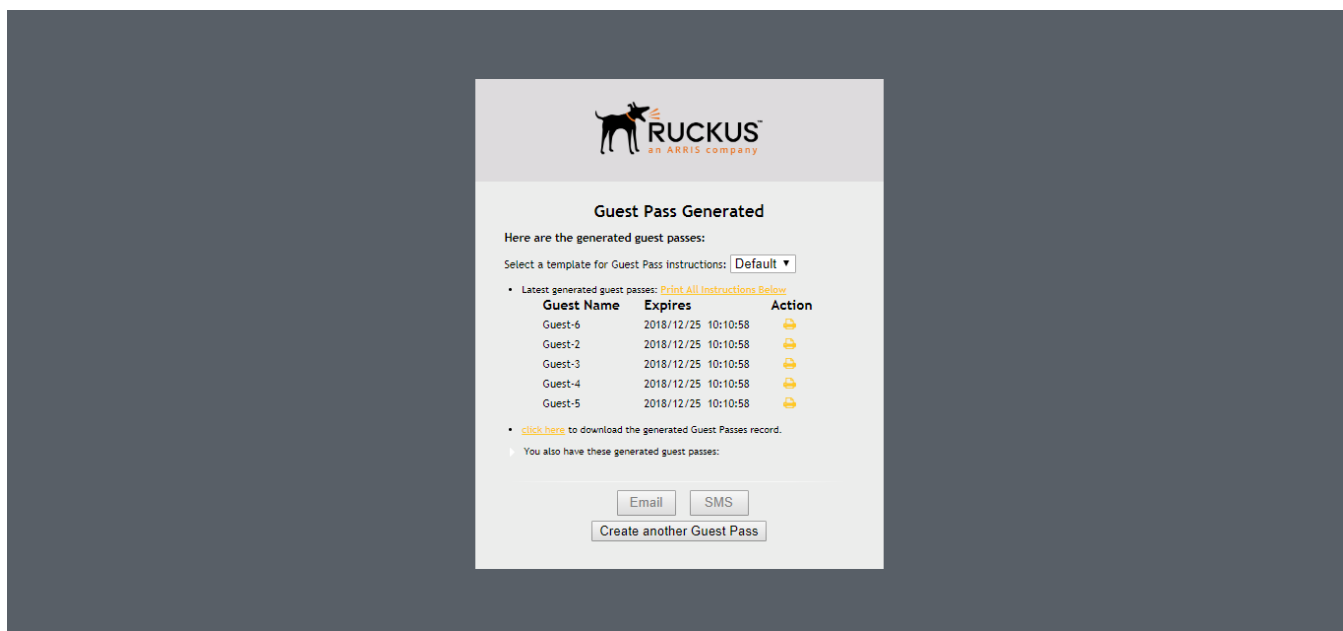 RUCKUS™
an ARRIS company
Guest Pass Generated
Here are the generated guest passes:
Select a template for Guest Pass instructions: Default
• Latest generated guest passes: Print All Instructions Below
Guest Name Expires Action
Guest-6 2018/12/25 10:10:58
Guest-2 2018/12/25 10:10:58
Guest-3 2018/12/25 10:10:58
Guest-4 2018/12/25 10:10:58
Guest-5 2018/12/25 10:10:58
• click here to download the generated Guest Passes record.
You also have these generated guest passes:
Email SMS
Create another Guest Pass